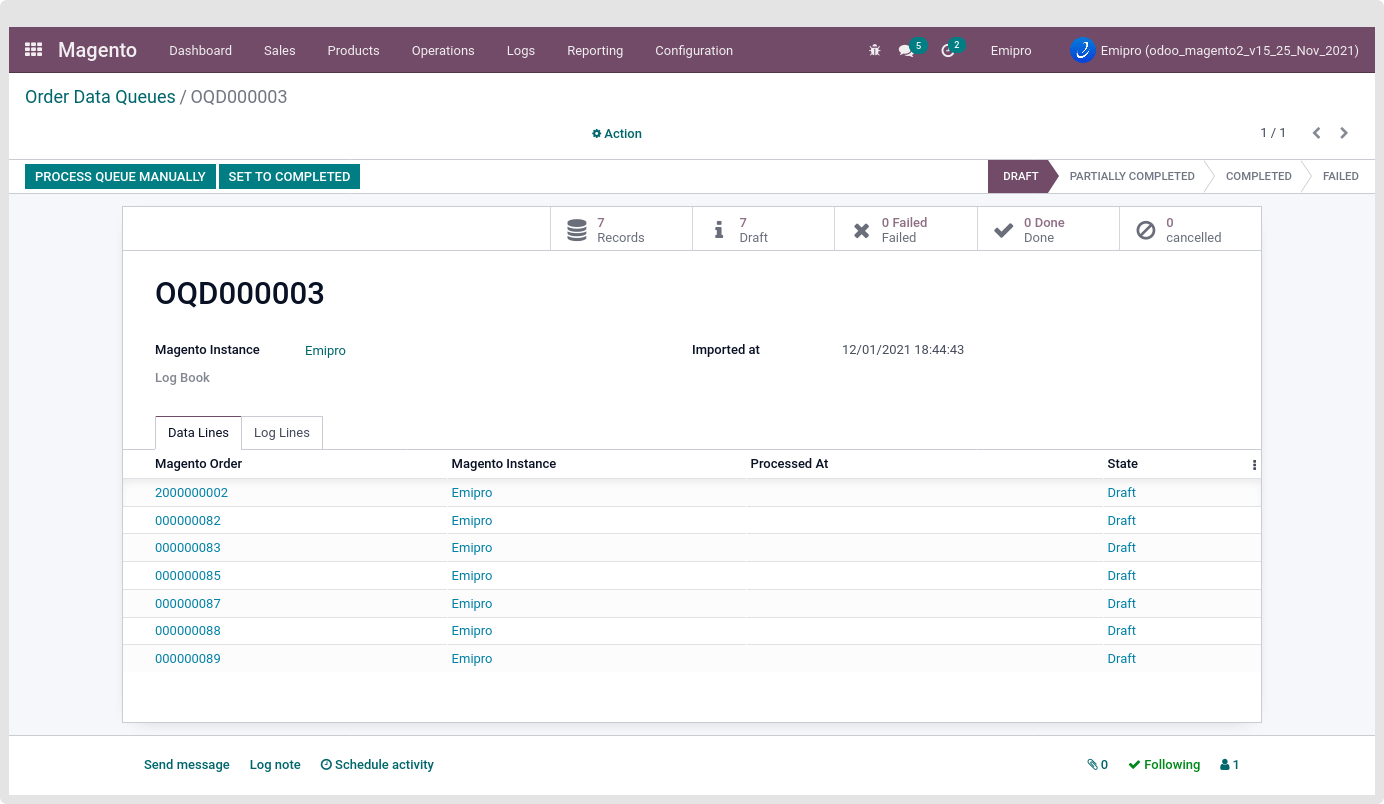 Magento Dashboard Sales Products Operations Logs Reporting Configuration 5 2 Emipro Emipro (odoo_magento2_v15_25_Nov_2021)
Order Data Queues / OQD000003
Action 1 / 1
PROCESS QUEUE MANUALLY SET TO COMPLETED DRAFT PARTIALLY COMPLETED COMPLETED FAILED
7 7 0 Failed 0 Done 0
Records Draft Failed Done cancelled
OQD000003
Magento Instance Emipro Imported at 12/01/2021 18:44:43
Log Book
Data Lines Log Lines
Magento Order Magento Instance Processed At State
2000000002 Emipro Draft
000000082 Emipro Draft
000000083 Emipro Draft
000000085 Emipro Draft
000000087 Emipro Draft
000000088 Emipro Draft
000000089 Emipro Draft
Send message Log note Schedule activity 0 Following 1